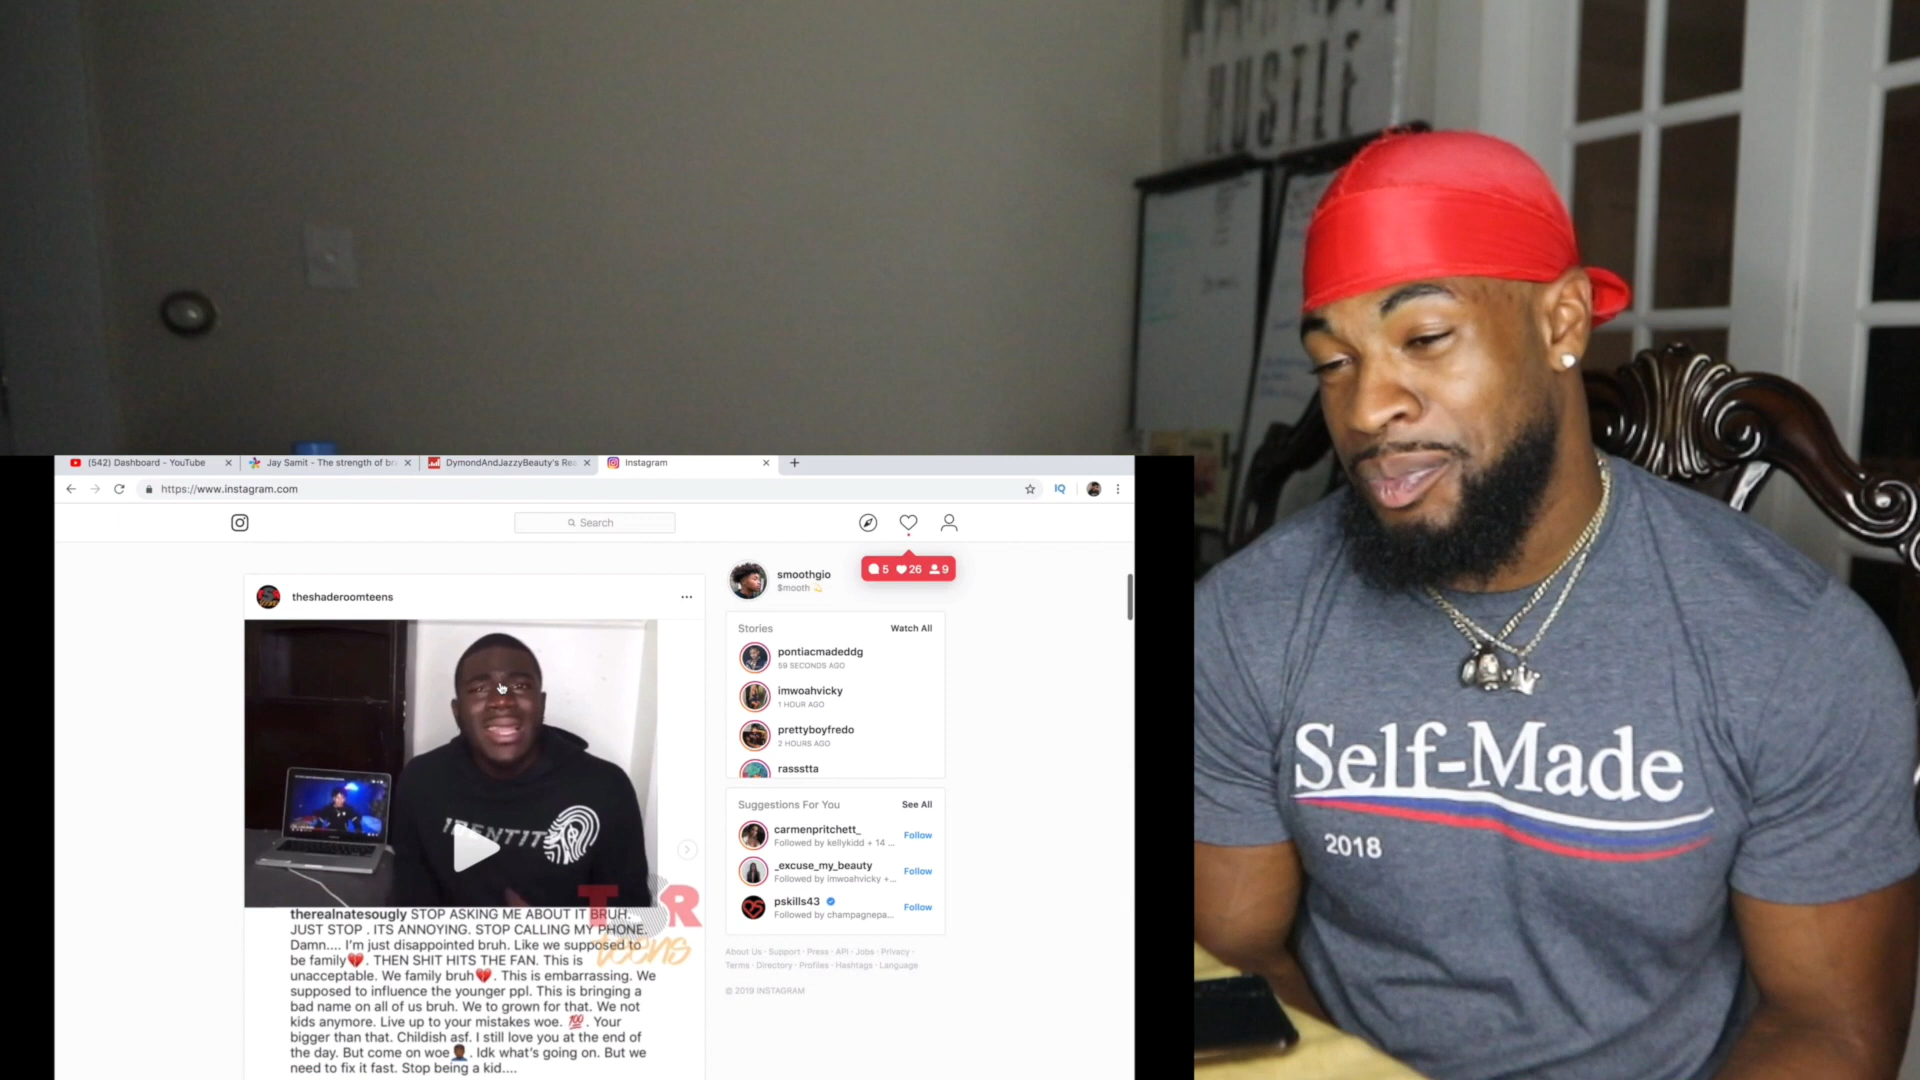 HUSTLE
(542) Dashboard - YouTube
Jay Samit - The strength of br
DymondAndJazzyBeauty's Rea
Instagram
https://www.instagram.com
IQ
Search
5 26 9
theshaderoomteens
smoothgio
$mooth
Stories
Watch All
pontiacmadeddg
59 SECONDS AGO
imwoahvicky
1 HOUR AGO
prettyboyfredo
2 HOURS AGO
rassstta
Suggestions For You
See All
carmenpritchett_
Followed by kellykidd + 14 ...
Follow
_excuse_my_beauty
Followed by imwoahvicky +...
Follow
pskills43
Followed by champagnepa...
Follow
About Us · Support · Press · API · Jobs · Privacy ·
Terms · Directory · Profiles · Hashtags · Language
© 2019 INSTAGRAM
IDENTIT
TSR
teens
therealnatesougly STOP ASKING ME ABOUT IT BRUH.
JUST STOP . ITS ANNOYING. STOP CALLING MY PHONE.
Damn.... I'm just disappointed bruh. Like we supposed to
be family💔. THEN SHIT HITS THE FAN. This is
unacceptable. We family bruh💔. This is embarrassing. We
supposed to influence the younger ppl. This is bringing a
bad name on all of us bruh. We to grown for that. We not
kids anymore. Live up to your mistakes woe. 💯. Your
bigger than that. Childish asf. I still love you at the end of
the day. But come on woe🤦🏿‍♂️. Idk what's going on. But we
need to fix it fast. Stop being a kid....
Self-Made
2018